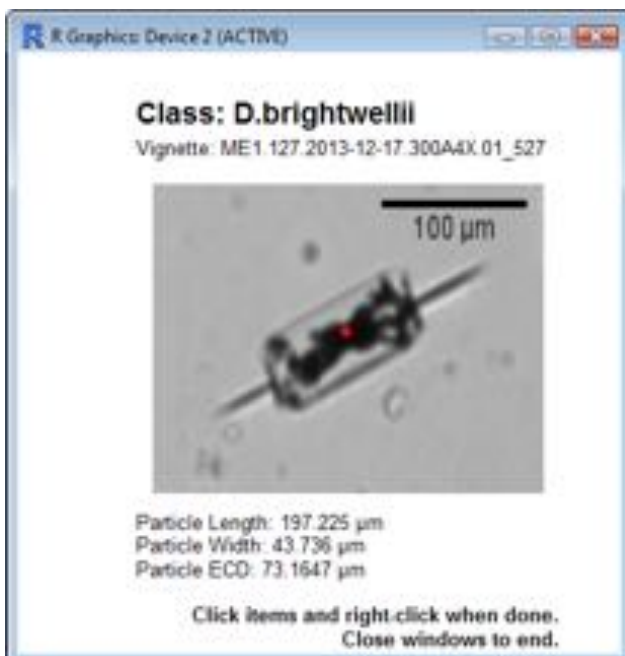 R Graphics: Device 2 (ACTIVE)
Class: D.brightwellii
Vignette: ME1.127.2013-12-17.300A4X.01_527
100 µm
Particle Length: 197.225 µm
Particle Width: 43.736 µm
Particle ECD: 73.1647 µm
Click items and right-click when done.
Close windows to end.